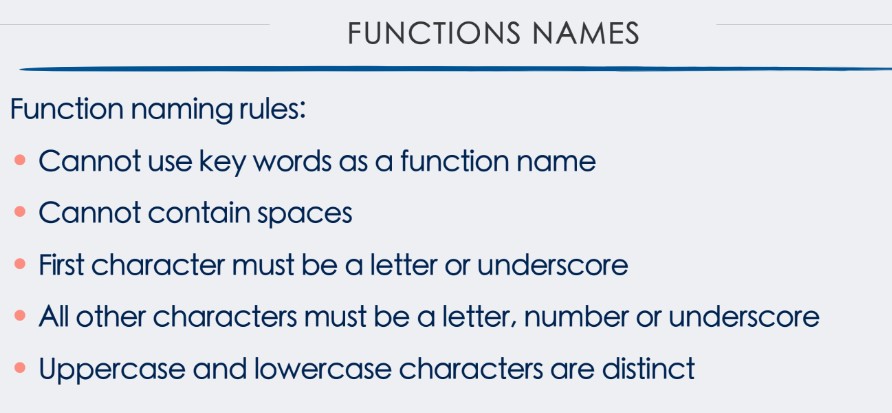 FUNCTIONS NAMES
Function naming rules:
• Cannot use key words as a function name
• Cannot contain spaces
• First character must be a letter or underscore
• All other characters must be a letter, number or underscore
• Uppercase and lowercase characters are distinct